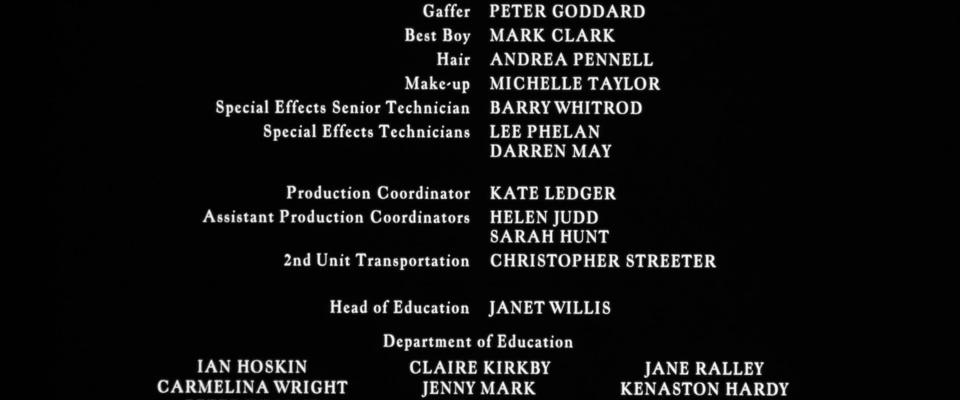 Gaffer PETER GODDARD
Best Boy MARK CLARK
Hair ANDREA PENNELL
Make-up MICHELLE TAYLOR
Special Effects Senior Technician BARRY WHITROD
Special Effects Technicians LEE PHELAN
DARREN MAY
Production Coordinator KATE LEDGER
Assistant Production Coordinators HELEN JUDD
SARAH HUNT
2nd Unit Transportation CHRISTOPHER STREETER
Head of Education JANET WILLIS
Department of Education
IAN HOSKIN CLAIRE KIRKBY JANE RALLEY
CARMELINA WRIGHT JENNY MARK KENASTON HARDY